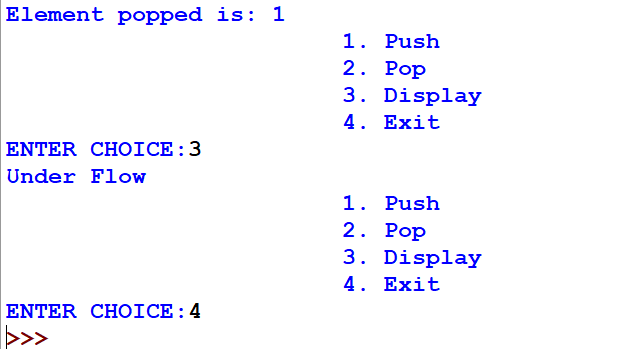 Element popped is: 1
1. Push
2. Pop
3. Display
4. Exit
ENTER CHOICE:3
Under Flow
1. Push
2. Pop
3. Display
4. Exit
ENTER CHOICE:4
>>>